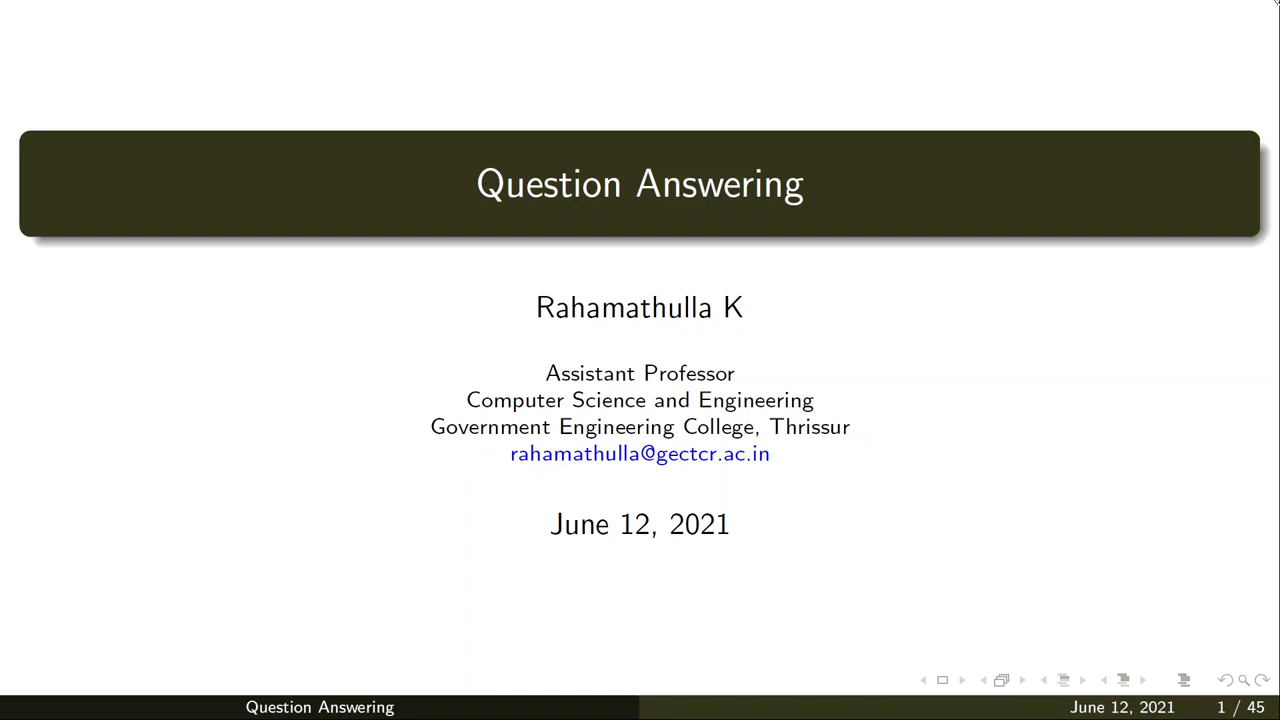 Question Answering
Rahamathulla K
Assistant Professor
Computer Science and Engineering
Government Engineering College, Thrissur
rahamathulla@gectcr.ac.in
June 12, 2021
Question Answering
June 12, 2021 1 / 45